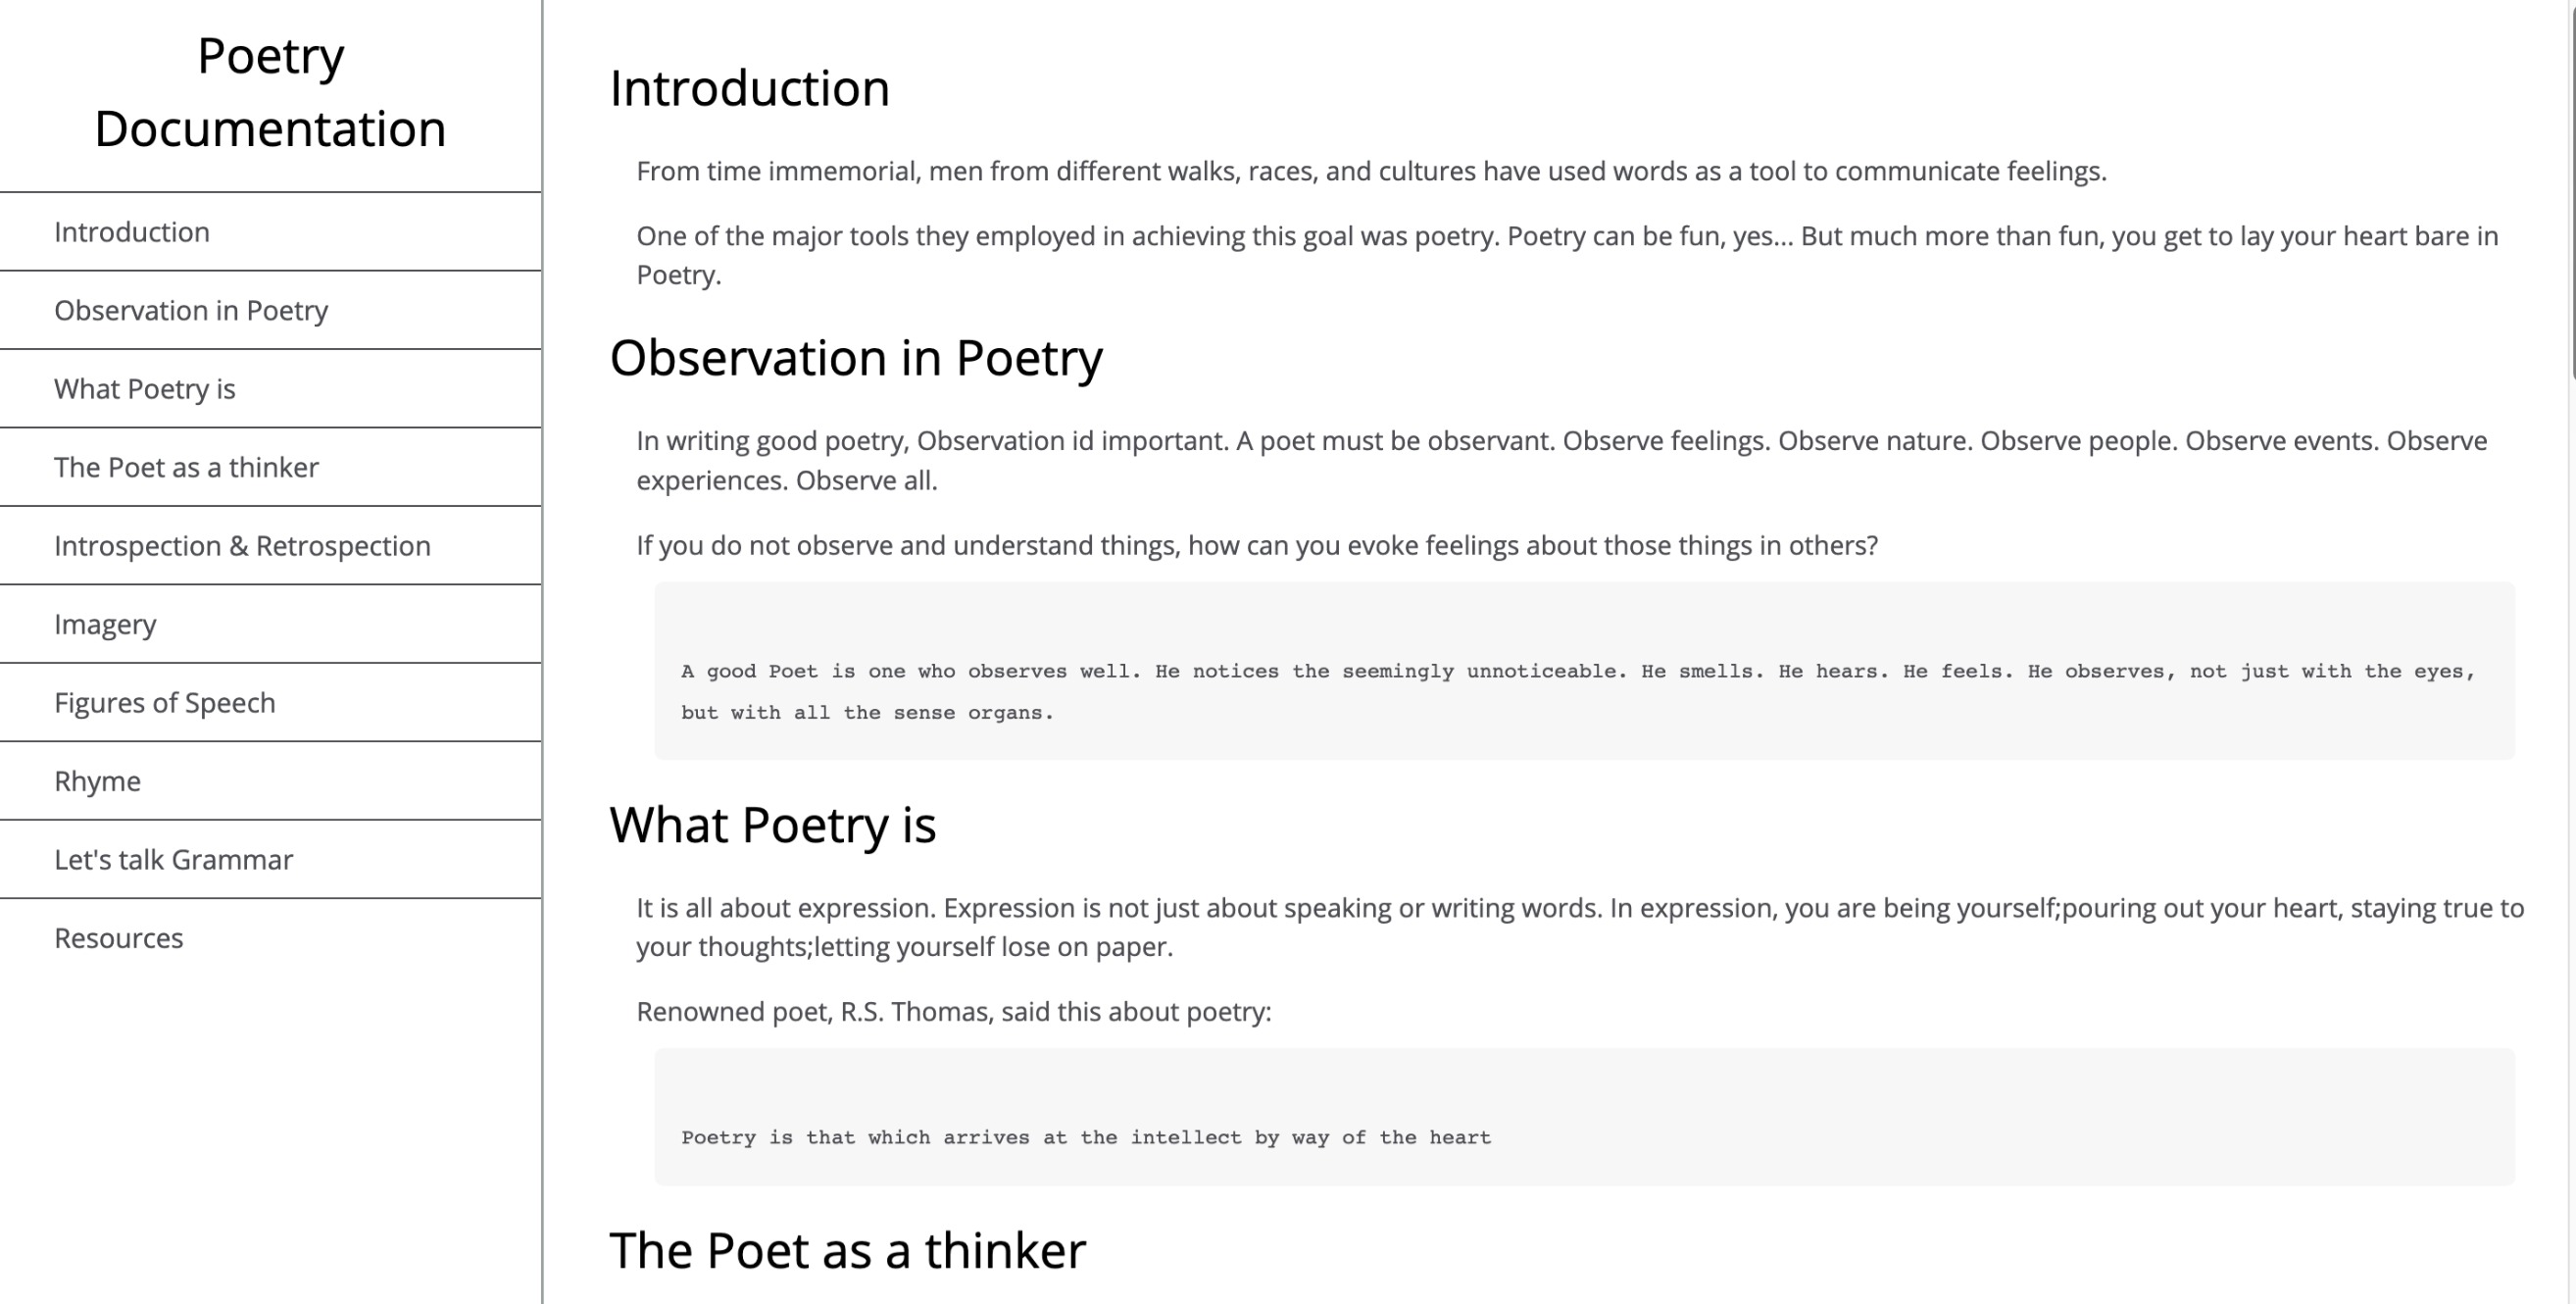 Poetry
Documentation
Introduction
Observation in Poetry
What Poetry is
The Poet as a thinker
Introspection & Retrospection
Imagery
Figures of Speech
Rhyme
Let's talk Grammar
Resources
Introduction
From time immemorial, men from different walks, races, and cultures have used words as a tool to communicate feelings.
One of the major tools they employed in achieving this goal was poetry. Poetry can be fun, yes... But much more than fun, you get to lay your heart bare in
Poetry.
Observation in Poetry
In writing good poetry, Observation id important. A poet must be observant. Observe feelings. Observe nature. Observe people. Observe events. Observe
experiences. Observe all.
If you do not observe and understand things, how can you evoke feelings about those things in others?
A good Poet is one who observes well. He notices the seemingly unnoticeable. He smells. He hears. He feels. He observes, not just with the eyes,
but with all the sense organs.
What Poetry is
It is all about expression. Expression is not just about speaking or writing words. In expression, you are being yourself;pouring out your heart, staying true to
your thoughts;letting yourself lose on paper.
Renowned poet, R.S. Thomas, said this about poetry:
Poetry is that which arrives at the intellect by way of the heart
The Poet as a thinker